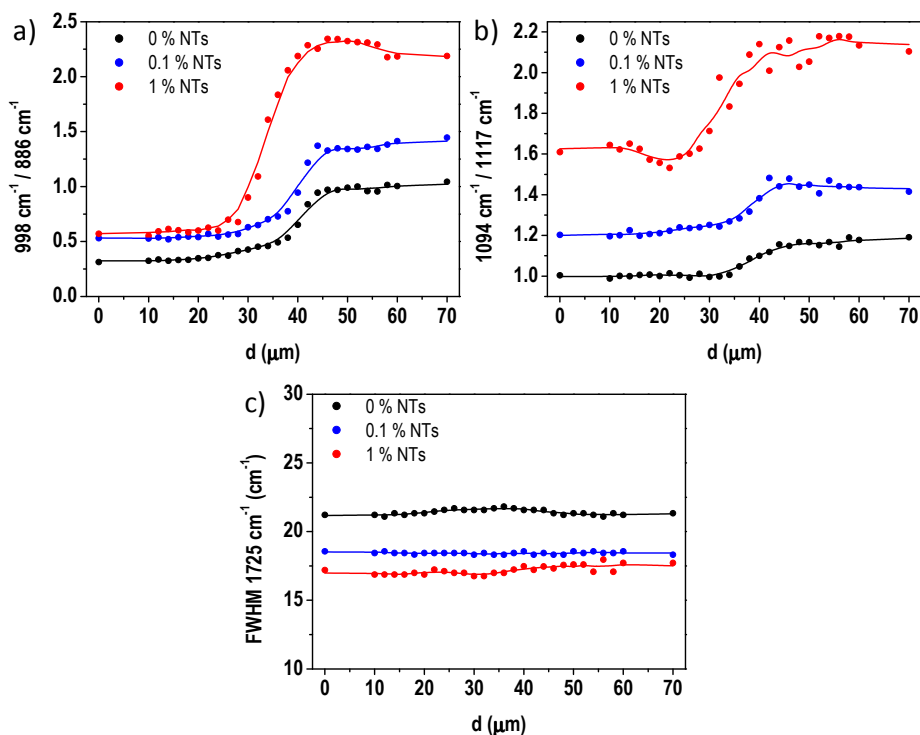 a)
998 cm⁻¹ / 886 cm⁻¹
2.5
2.0
1.5
1.0
0.5
0.0
0 % NTs
0.1 % NTs
1 % NTs
0 10 20 30 40 50 60 70
d (μm)
b)
1094 cm⁻¹ / 1117 cm⁻¹
2.2
2.0
1.8
1.6
1.4
1.2
1.0
0 % NTs
0.1 % NTs
1 % NTs
0 10 20 30 40 50 60 70
d (μm)
c)
FWHM 1725 cm⁻¹ (cm⁻¹)
30
25
20
15
10
0 % NTs
0.1 % NTs
1 % NTs
0 10 20 30 40 50 60 70
d (μm)